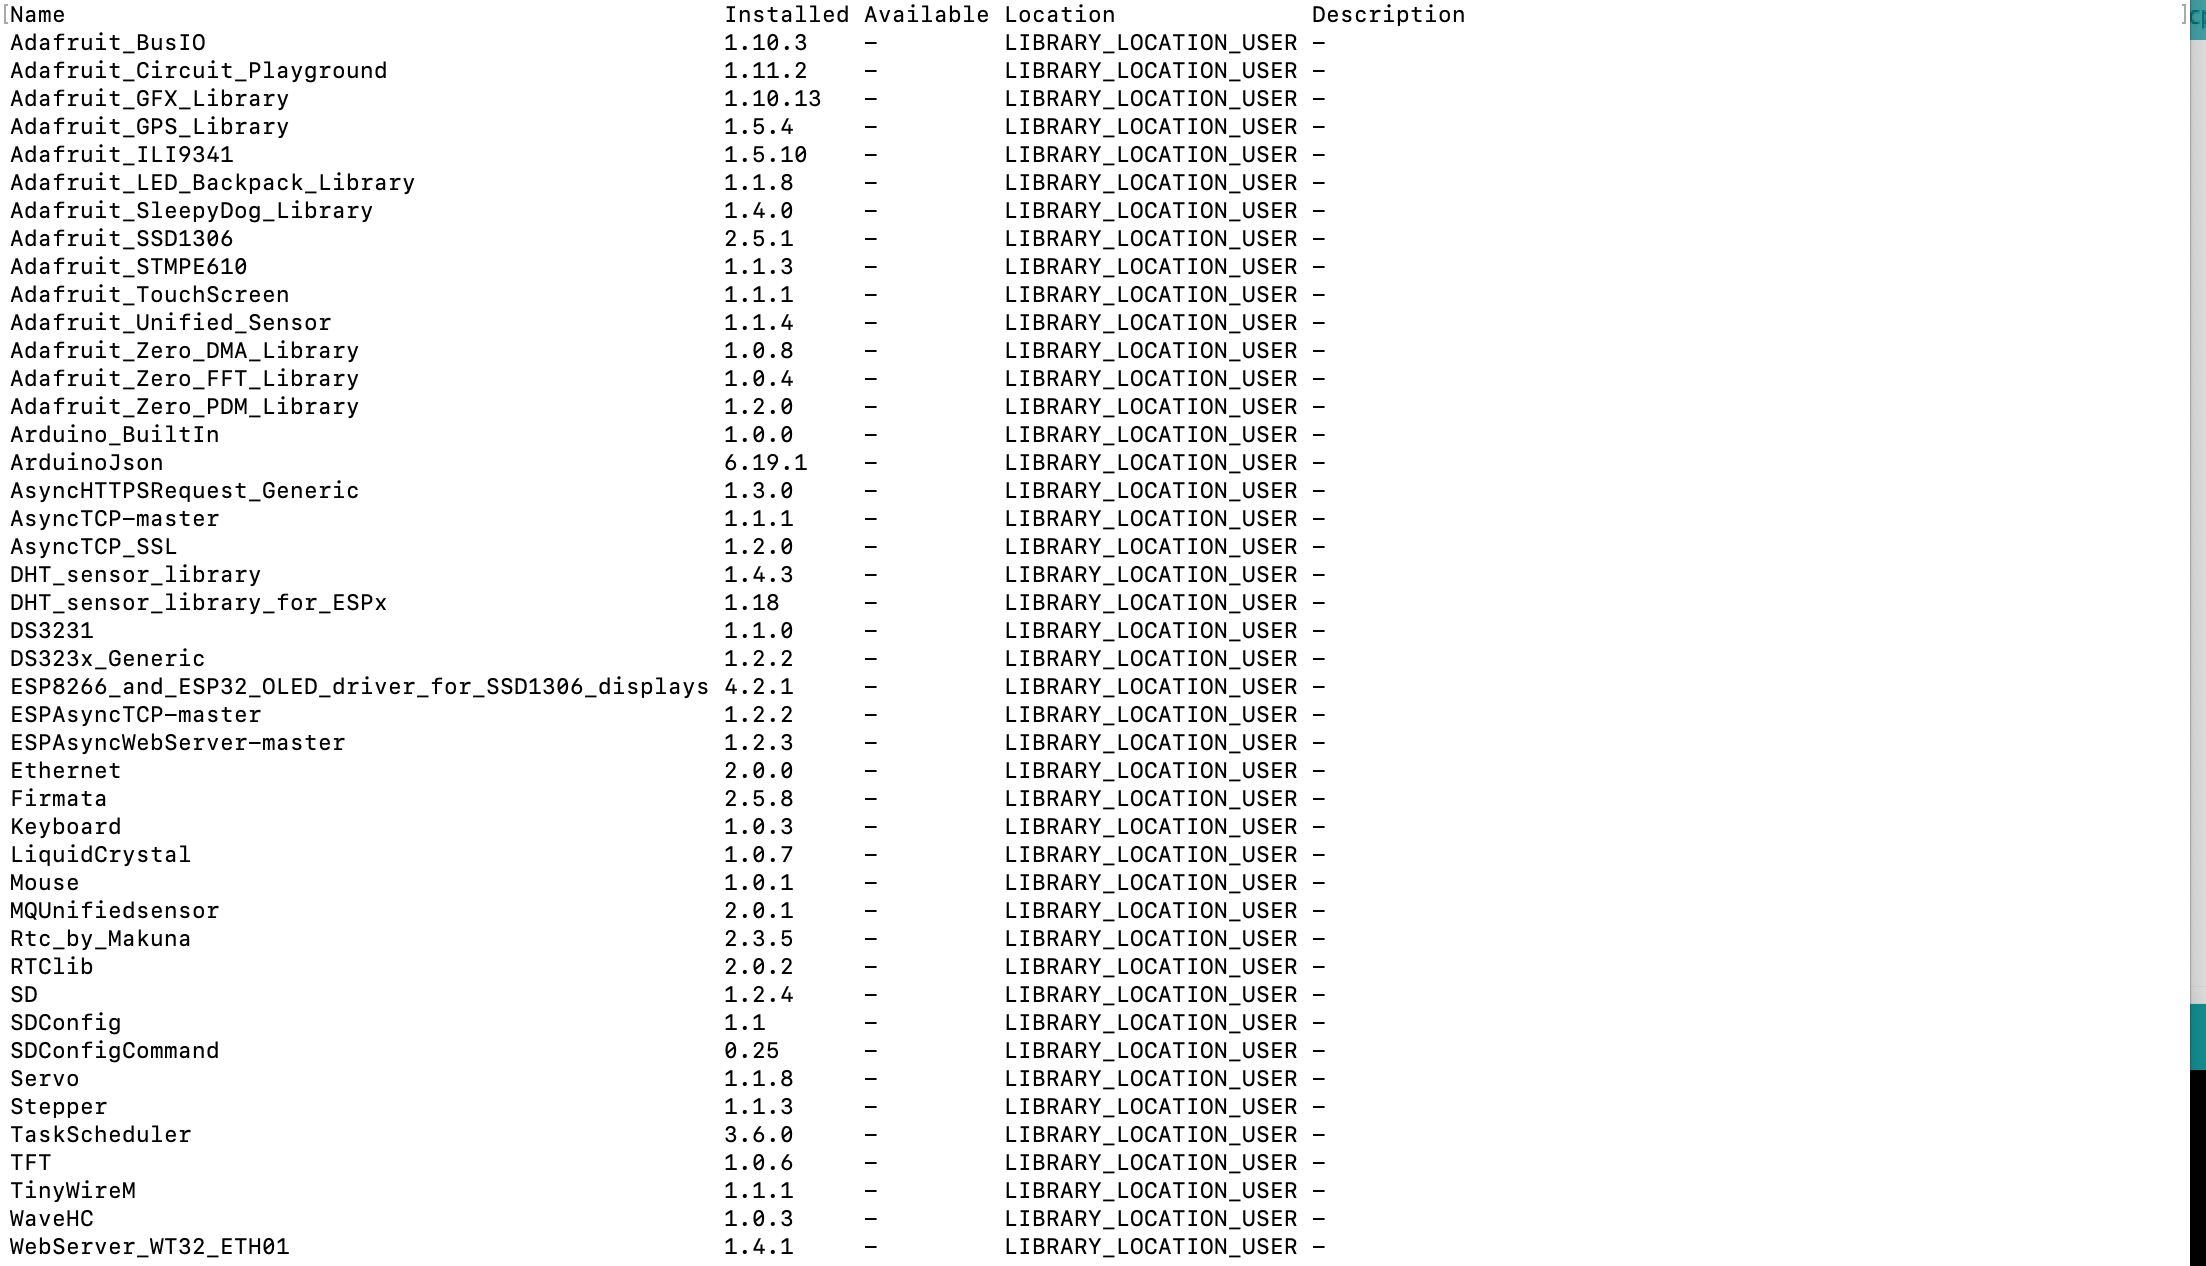 Name Installed Available Location Description
Adafruit_BusIO 1.10.3 - LIBRARY_LOCATION_USER -
Adafruit_Circuit_Playground 1.11.2 - LIBRARY_LOCATION_USER -
Adafruit_GFX_Library 1.10.13 - LIBRARY_LOCATION_USER -
Adafruit_GPS_Library 1.5.4 - LIBRARY_LOCATION_USER -
Adafruit_ILI9341 1.5.10 - LIBRARY_LOCATION_USER -
Adafruit_LED_Backpack_Library 1.1.8 - LIBRARY_LOCATION_USER -
Adafruit_SleepyDog_Library 1.4.0 - LIBRARY_LOCATION_USER -
Adafruit_SSD1306 2.5.1 - LIBRARY_LOCATION_USER -
Adafruit_STMPE610 1.1.3 - LIBRARY_LOCATION_USER -
Adafruit_TouchScreen 1.1.1 - LIBRARY_LOCATION_USER -
Adafruit_Unified_Sensor 1.1.4 - LIBRARY_LOCATION_USER -
Adafruit_Zero_DMA_Library 1.0.8 - LIBRARY_LOCATION_USER -
Adafruit_Zero_FFT_Library 1.0.4 - LIBRARY_LOCATION_USER -
Adafruit_Zero_PDM_Library 1.2.0 - LIBRARY_LOCATION_USER -
Arduino_BuiltIn 1.0.0 - LIBRARY_LOCATION_USER -
ArduinoJson 6.19.1 - LIBRARY_LOCATION_USER -
AsyncHTTPSRequest_Generic 1.3.0 - LIBRARY_LOCATION_USER -
AsyncTCP-master 1.1.1 - LIBRARY_LOCATION_USER -
AsyncTCP_SSL 1.2.0 - LIBRARY_LOCATION_USER -
DHT_sensor_library 1.4.3 - LIBRARY_LOCATION_USER -
DHT_sensor_library_for_ESPx 1.18 - LIBRARY_LOCATION_USER -
DS3231 1.1.0 - LIBRARY_LOCATION_USER -
DS323x_Generic 1.2.2 - LIBRARY_LOCATION_USER -
ESP8266_and_ESP32_OLED_driver_for_SSD1306_displays 4.2.1 - LIBRARY_LOCATION_USER -
ESPAsyncTCP-master 1.2.2 - LIBRARY_LOCATION_USER -
ESPAsyncWebServer-master 1.2.3 - LIBRARY_LOCATION_USER -
Ethernet 2.0.0 - LIBRARY_LOCATION_USER -
Firmata 2.5.8 - LIBRARY_LOCATION_USER -
Keyboard 1.0.3 - LIBRARY_LOCATION_USER -
LiquidCrystal 1.0.7 - LIBRARY_LOCATION_USER -
Mouse 1.0.1 - LIBRARY_LOCATION_USER -
MQUnifiedsensor 2.0.1 - LIBRARY_LOCATION_USER -
Rtc_by_Makuna 2.3.5 - LIBRARY_LOCATION_USER -
RTClib 2.0.2 - LIBRARY_LOCATION_USER -
SD 1.2.4 - LIBRARY_LOCATION_USER -
SDConfig 1.1 - LIBRARY_LOCATION_USER -
SDConfigCommand 0.25 - LIBRARY_LOCATION_USER -
Servo 1.1.8 - LIBRARY_LOCATION_USER -
Stepper 1.1.3 - LIBRARY_LOCATION_USER -
TaskScheduler 3.6.0 - LIBRARY_LOCATION_USER -
TFT 1.0.6 - LIBRARY_LOCATION_USER -
TinyWireM 1.1.1 - LIBRARY_LOCATION_USER -
WaveHC 1.0.3 - LIBRARY_LOCATION_USER -
WebServer_WT32_ETH01 1.4.1 - LIBRARY_LOCATION_USER -